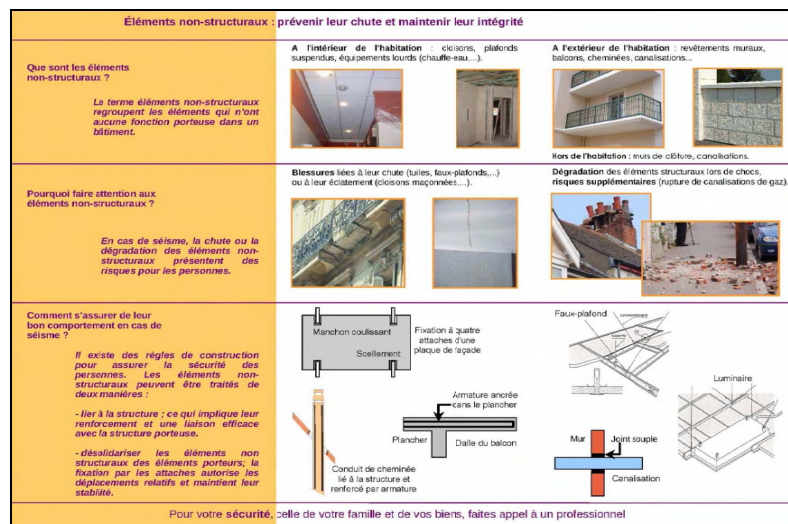 Éléments non-structuraux : prévenir leur chute et maintenir leur intégrité
Que sont les éléments
non-structuraux ?
Le terme éléments non-structuraux
regroupent les éléments qui n'ont
aucune fonction porteuse dans un
bâtiment.
A l'intérieur de l'habitation : cloisons, plafonds
suspendus, équipements lourds (chauffe-eau,...).
A l'extérieur de l'habitation : revêtements muraux,
balcons, cheminées, canalisations...
Hors de l'habitation : murs de clôture, canalisations.
Pourquoi faire attention aux
éléments non-structuraux ?
En cas de séisme, la chute ou la
dégradation des éléments non-
structuraux présentent des
risques pour les personnes.
Blessures liées à leur chute (tuiles, faux-plafonds,...)
ou à leur éclatement (cloisons maçonnées,...).
Dégradation des éléments structuraux lors de chocs,
risques supplémentaires (rupture de canalisations de gaz).
Comment s'assurer de leur
bon comportement en cas de
séisme ?
Il existe des règles de construction
pour assurer la sécurité des
personnes. Les éléments non-
structuraux peuvent être traités de
deux manières :
- lier à la structure ; ce qui implique leur
renforcement et une liaison efficace
avec la structure porteuse.
- désolidariser les éléments non
structuraux des éléments porteurs; la
fixation par les attaches autorise les
déplacements relatifs et maintient leur
stabilité.
Manchon coulissant
Scellement
Fixation à quatre
attaches d'une
plaque de façade
Conduit de cheminée
lié à la structure et
renforcé par armature
Armature ancrée
dans le plancher
Plancher
Dalle du balcon
Faux-plafond
Luminaire
Mur
Joint souple
Canalisation
Pour votre sécurité, celle de votre famille et de vos biens, faites appel à un professionnel